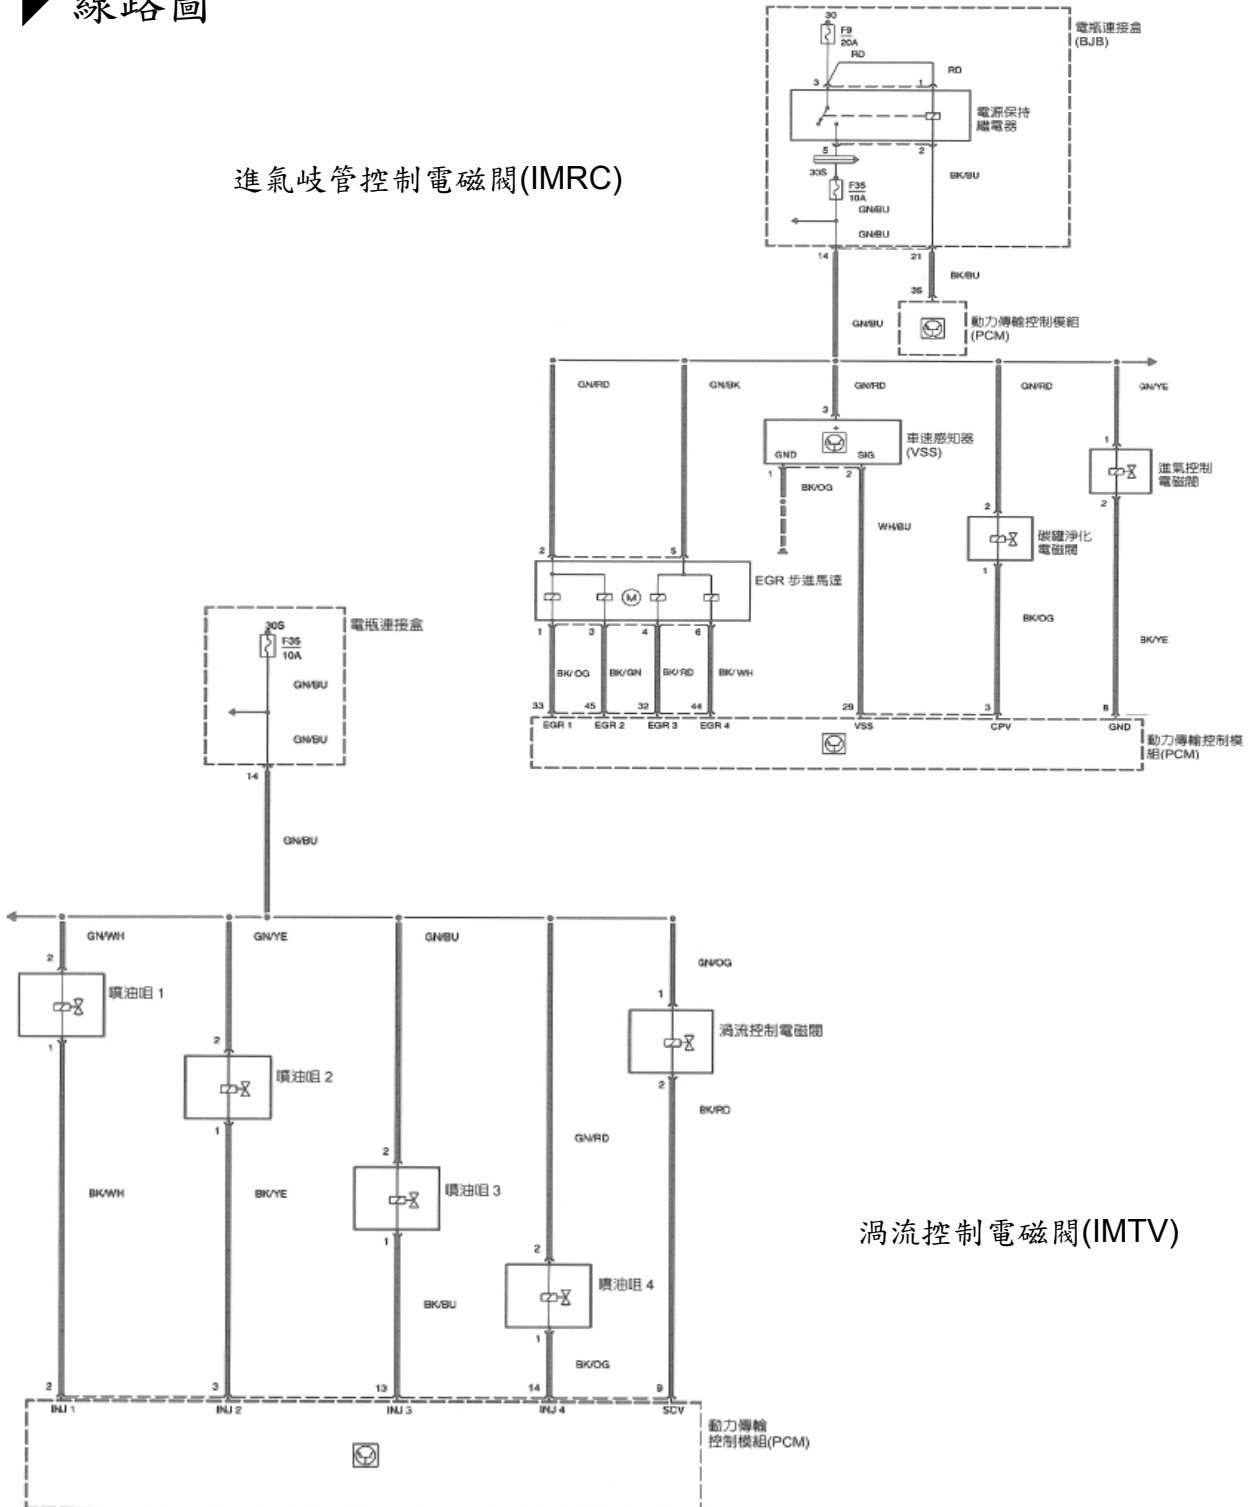 線路圖
進氣岐管控制電磁閥(IMRC)
30
F9
20A
RD
RD
電瓶連接盒
(BJB)
3
1
電源保持
繼電器
5
2
30S
F35
10A
BK/BU
GN/BU
GN/BU
14
21
BK/BU
35
GN/BU
動力傳輸控制模組
(PCM)
GN/RD
GN/BK
GN/RD
GN/RD
GN/YE
3
+
GND
SIG
車速感知器
(VSS)
1
2
BK/OG
WH/BU
1
進氣控制
電磁閥
2
2
碳罐淨化
電磁閥
1
2
5
EGR 步進馬達
M
1
3
4
6
BK/OG
BK/GN
BK/RD
BK/WH
BK/OG
BK/YE
33
45
32
44
29
3
8
EGR 1
EGR 2
EGR 3
EGR 4
VSS
CPV
GND
動力傳輸控制模
組(PCM)
30S
F35
10A
電瓶連接盒
GN/BU
GN/BU
14
GN/BU
GN/WH
GN/YE
GN/BU
GN/OG
2
噴油咀 1
1
2
噴油咀 2
1
1
渦流控制電磁閥
2
BK/RD
GN/RD
2
噴油咀 3
1
BK/WH
BK/YE
渦流控制電磁閥(IMTV)
2
噴油咀 4
1
BK/BU
BK/OG
2
3
13
14
9
INJ 1
INJ 2
INJ 3
INJ 4
SCV
動力傳輸
控制模組(PCM)